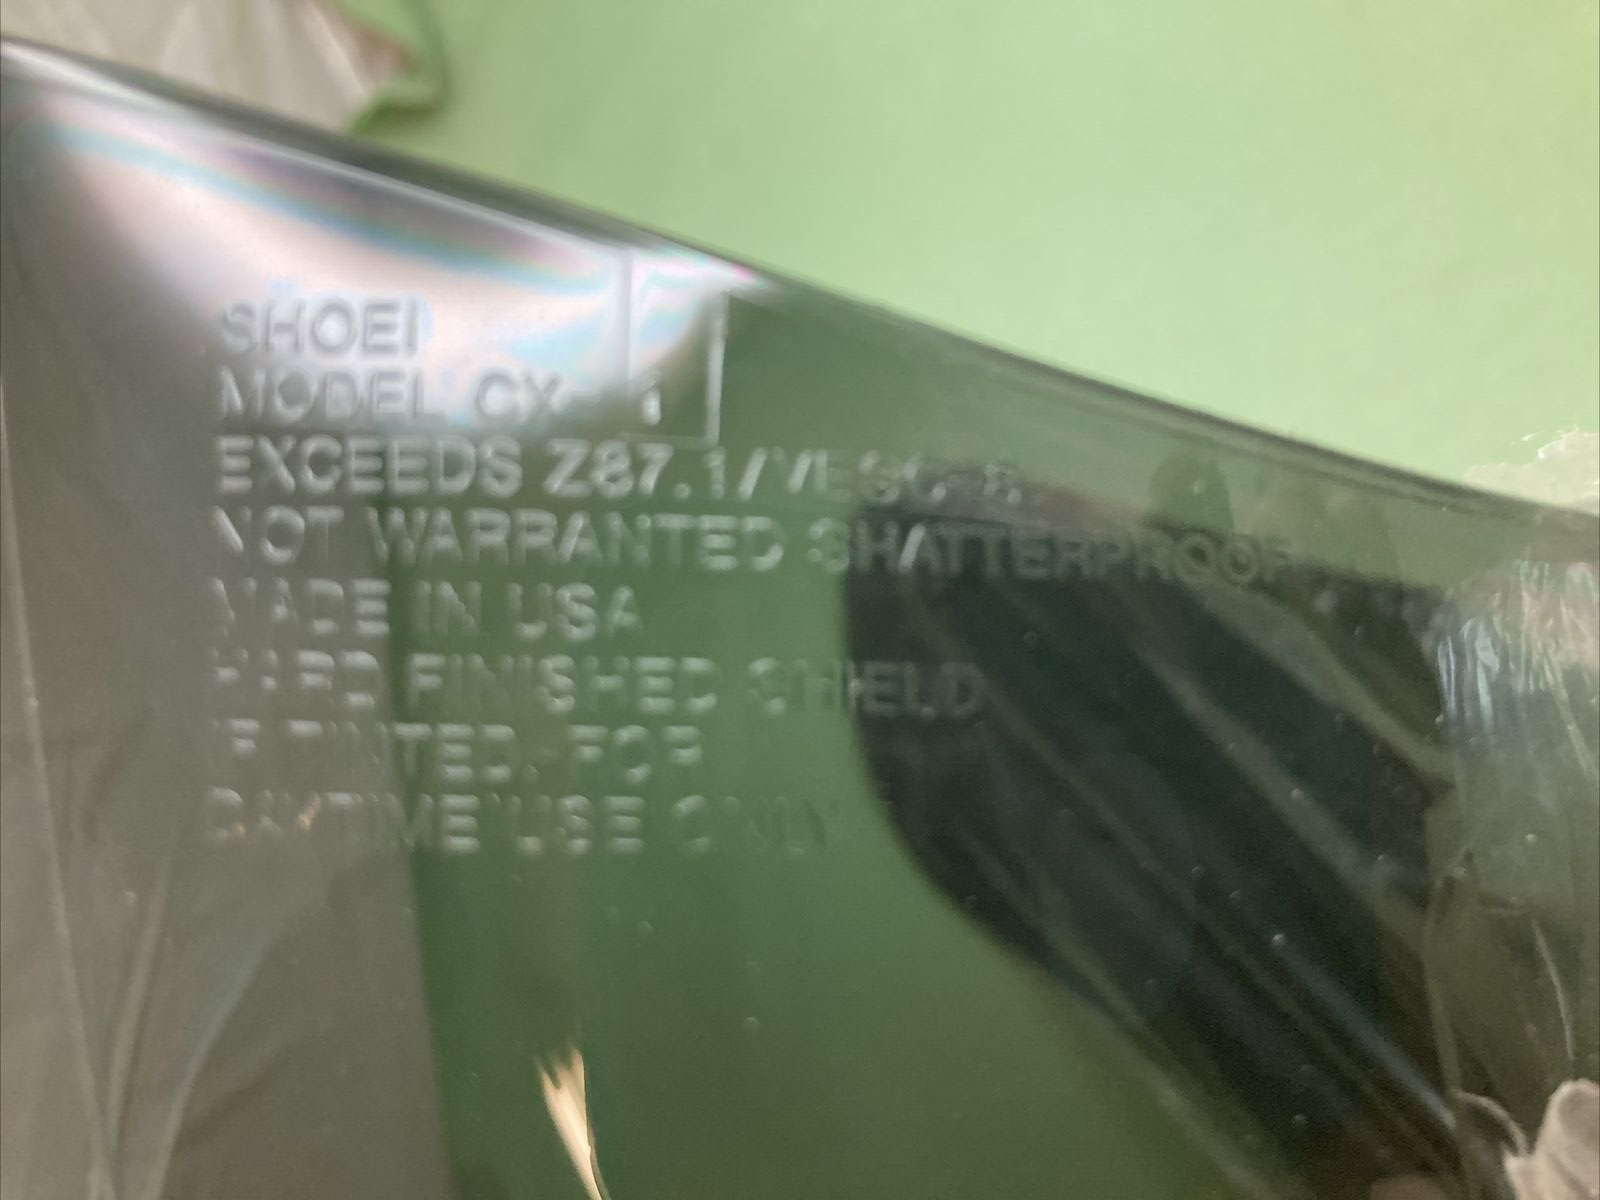 SHOEI
MODEL CX-1
EXCEEDS Z87.1/VESC-8
NOT WARRANTED SHATTERPROOF
MADE IN USA
HARD FINISHED SHIELD
IF TINTED, FOR
DAYTIME USE ONLY